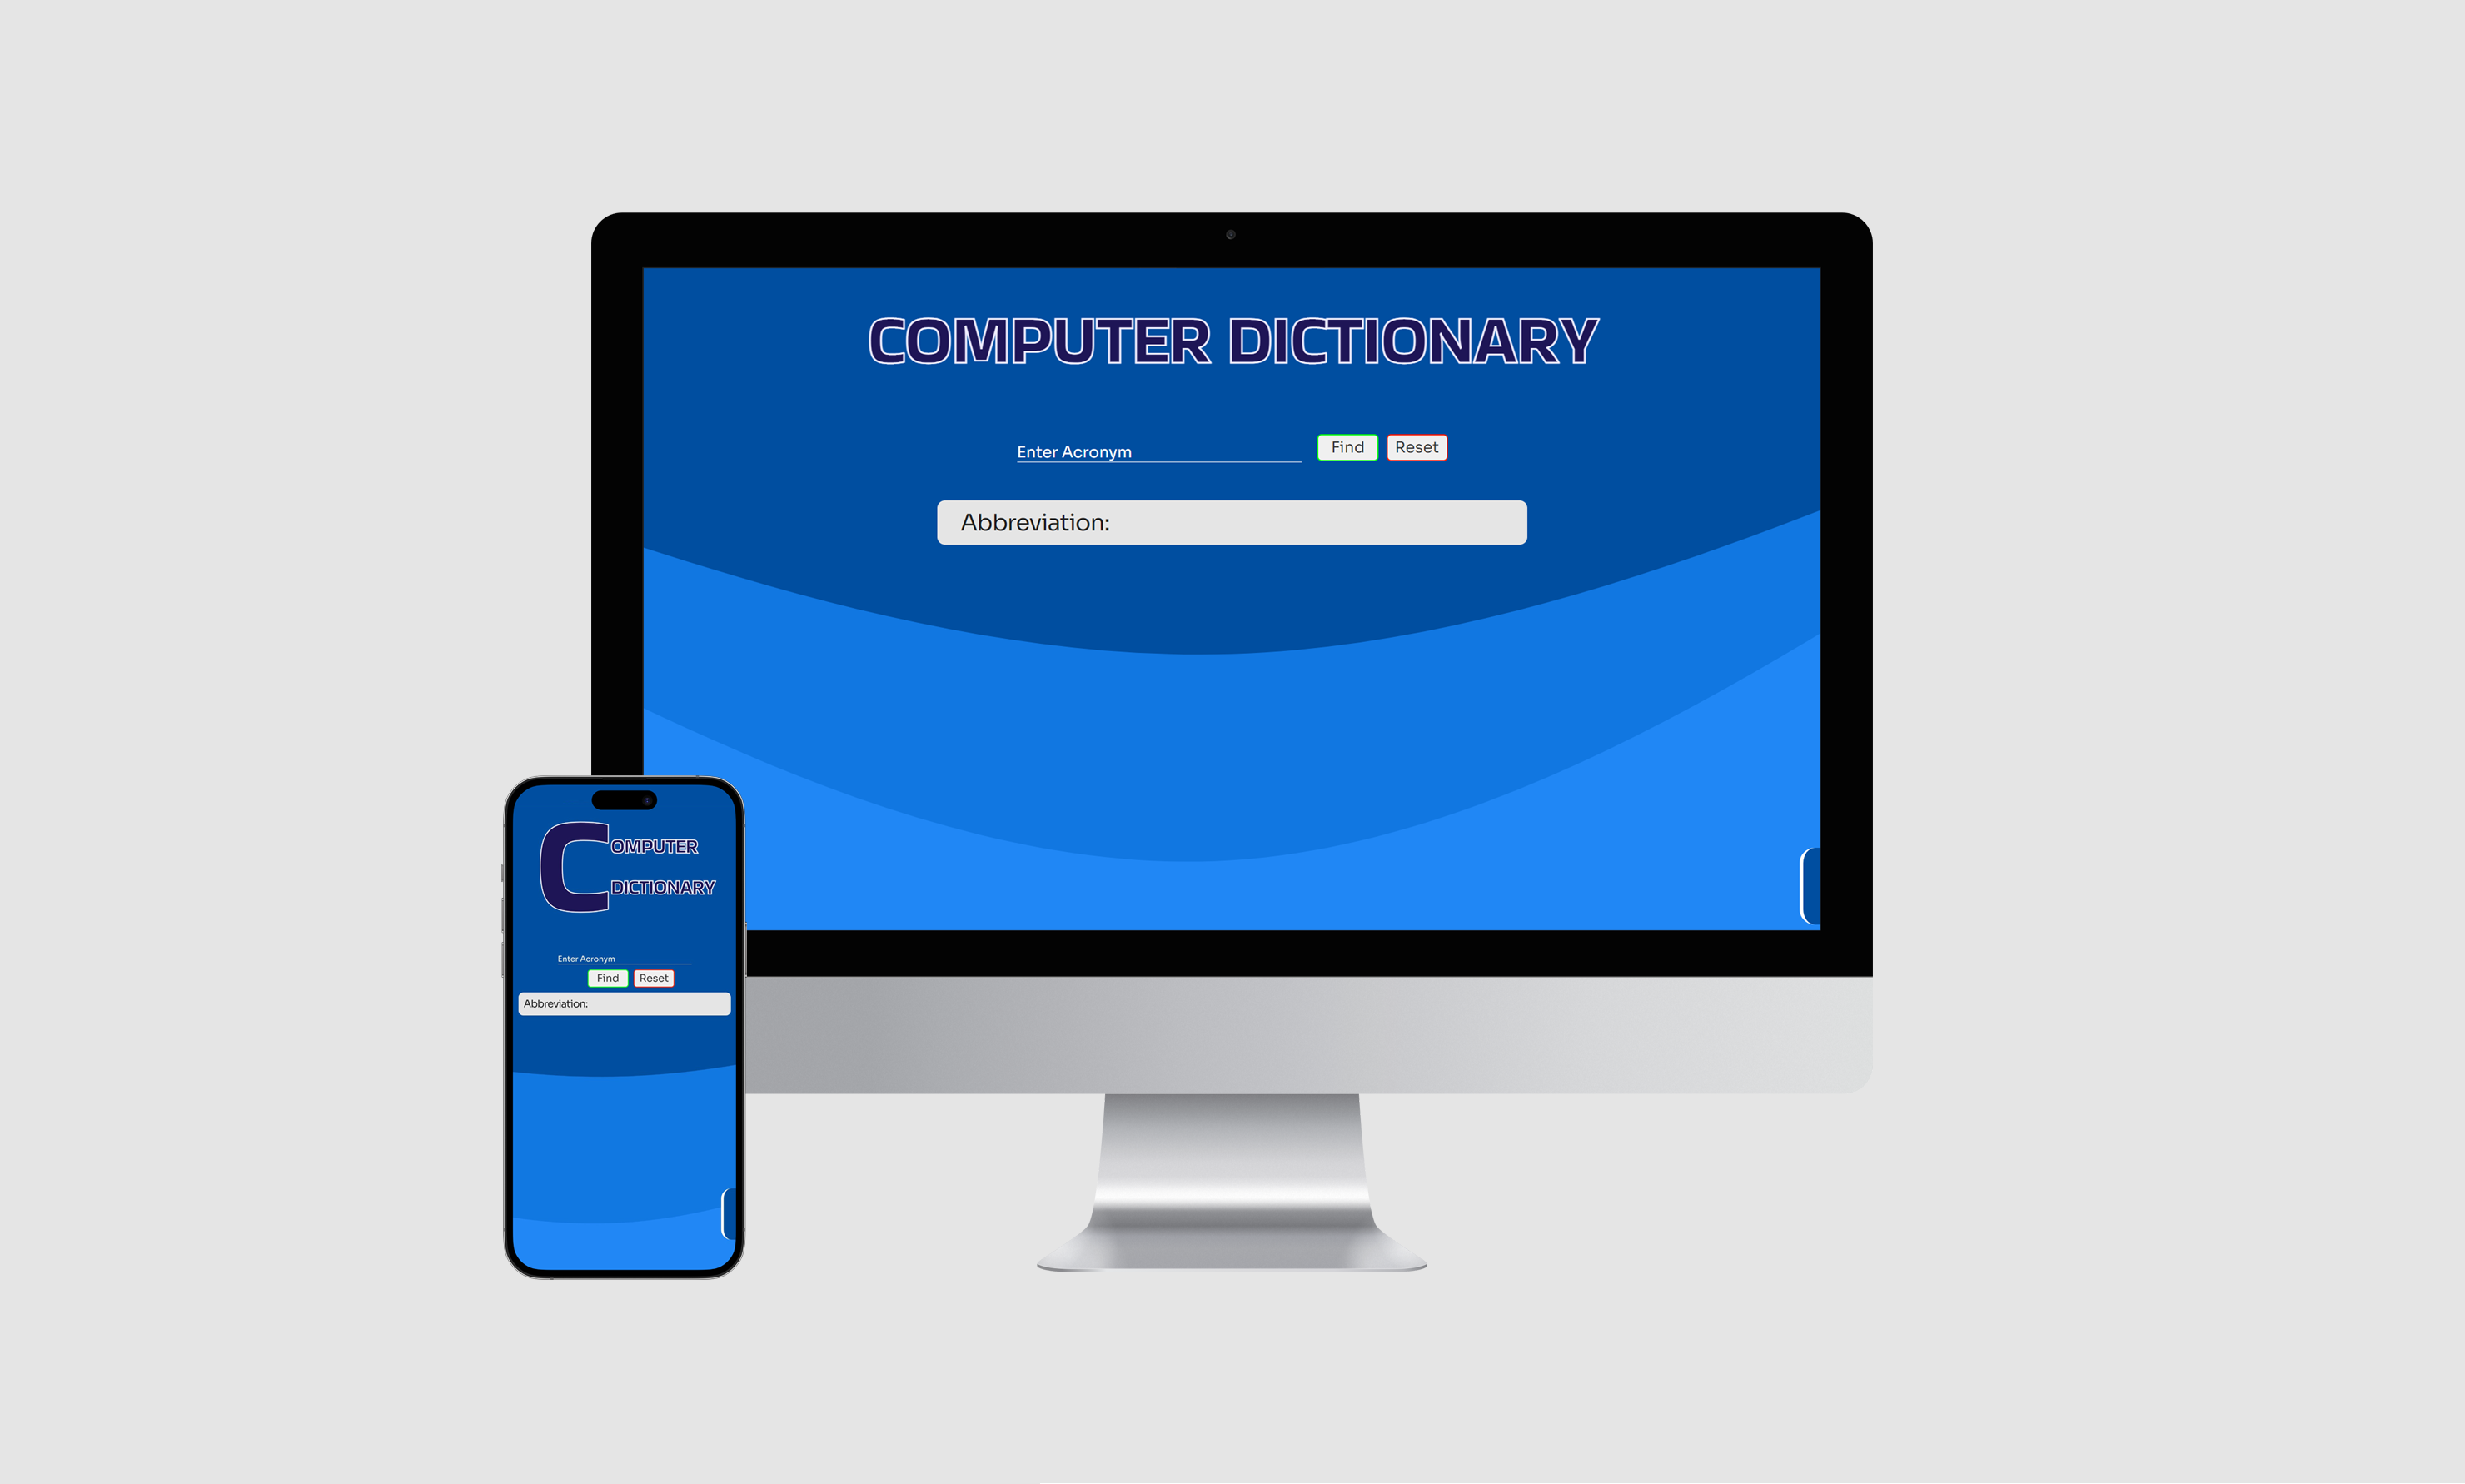 COMPUTER DICTIONARY
Enter Acronym
Find Reset
Abbreviation:
C
OMPUTER
DICTIONARY
Enter Acronym
Find Reset
Abbreviation: